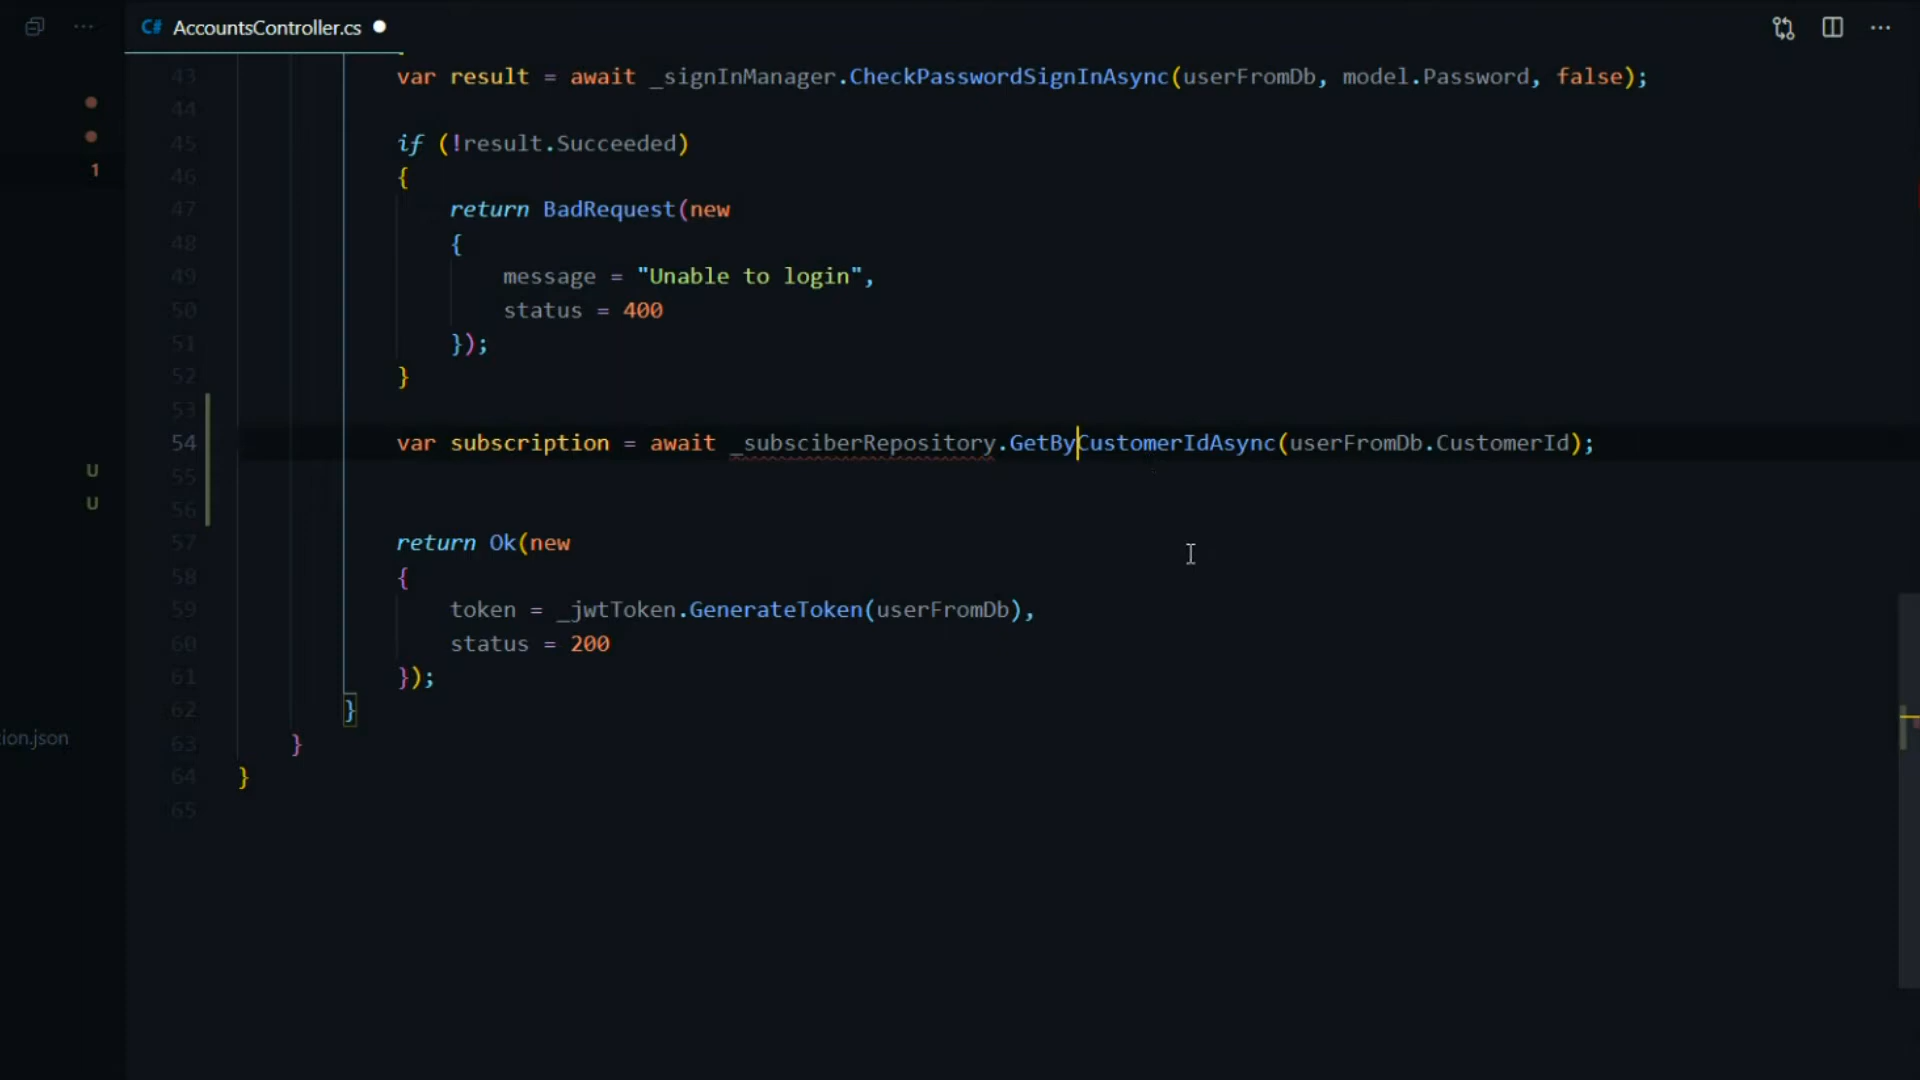 C# AccountsController.cs
43 var result = await _signInManager.CheckPasswordSignInAsync(userFromDb, model.Password, false);
44
45 if (!result.Succeeded)
1
46 {
47 return BadRequest(new
48 {
49 message = "Unable to login",
50 status = 400
51 });
52 }
53
54 var subscription = await _subsciberRepository.GetByCustomerIdAsync(userFromDb.CustomerId);
U
55
U
56
57 return Ok(new
58 {
59 token = _jwtToken.GenerateToken(userFromDb),
60 status = 200
61 });
62 }
ion.json
63 }
64 }
65